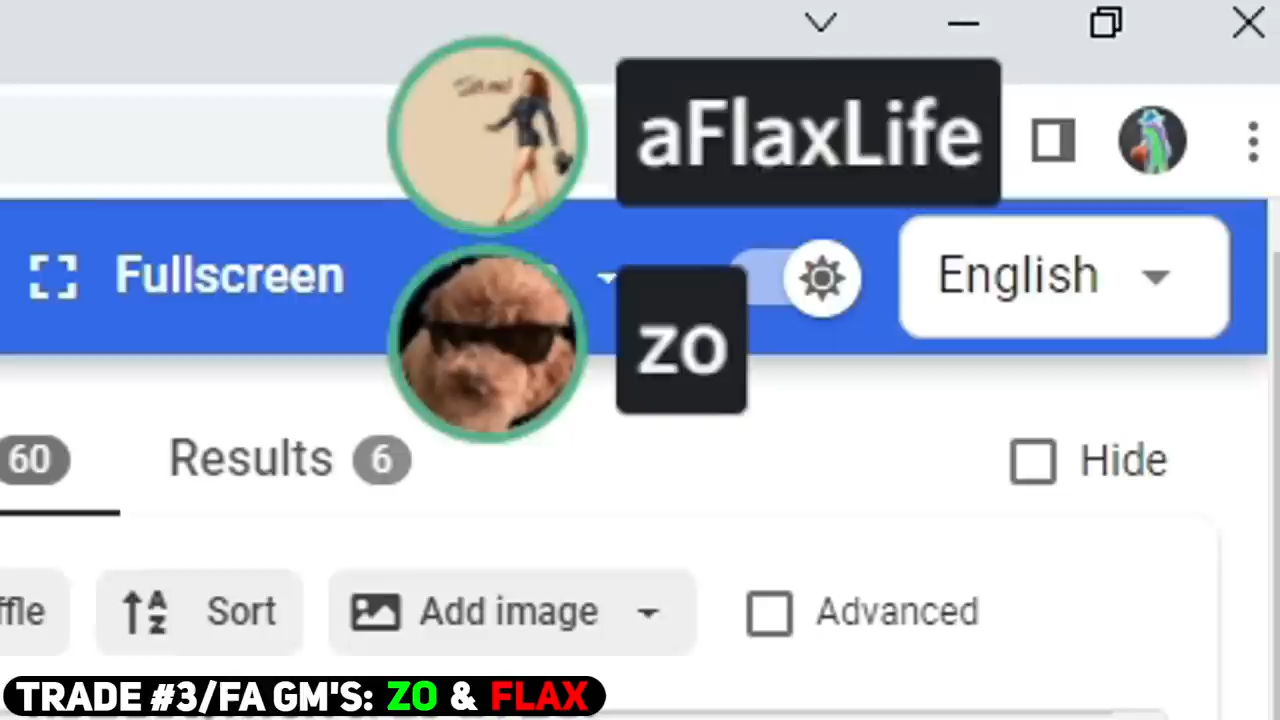 aFlaxLife
Fullscreen
English
zo
60
Results 6
Hide
ffle
Sort
Add image
Advanced
TRADE #3/FA GM'S: ZO & FLAX